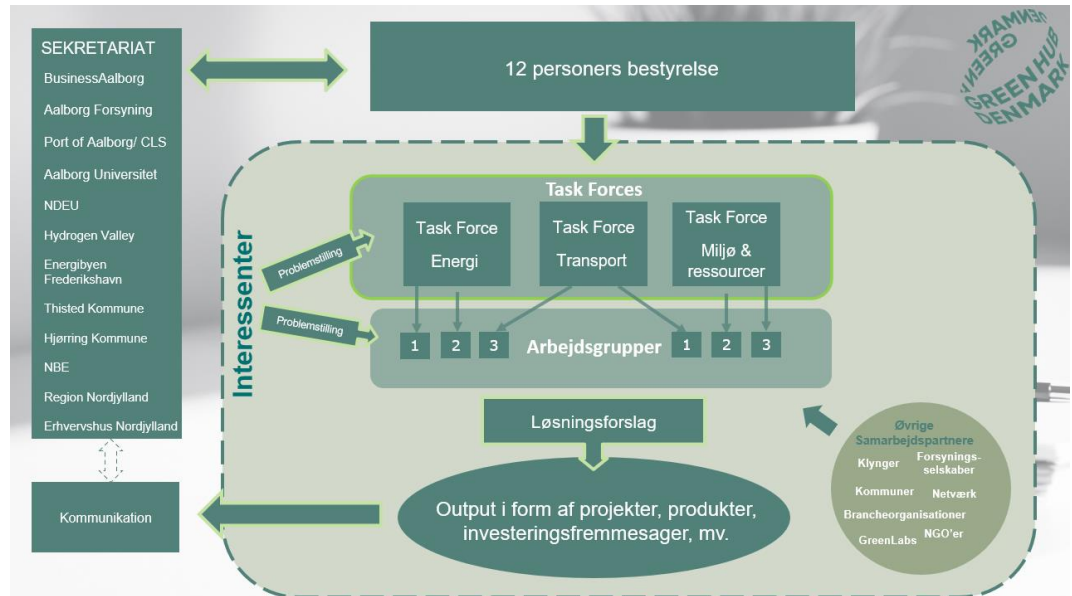 SEKRETARIAT
BusinessAalborg
Aalborg Forsyning
Port of Aalborg/ CLS
Aalborg Universitet
NDEU
Hydrogen Valley
Energibyen
Frederikshavn
Thisted Kommune
Hjørring Kommune
NBE
Region Nordjylland
Erhvervshus Nordjylland
Kommunikation
12 personers bestyrelse
GREEN HUB
DENMARK
GREEN HUB
DENMARK
Interessenter
Problemstilling
Problemstilling
Task Forces
Task Force
Energi
Task Force
Transport
Task Force
Miljø &
ressourcer
1 2 3 Arbejdsgrupper 1 2 3
Løsningsforslag
Output i form af projekter, produkter,
investeringsfremmesager, mv.
Øvrige
Samarbejdspartnere
Klynger
Forsynings-
selskaber
Kommuner
Netværk
Brancheorganisationer
GreenLabs
NGO'er